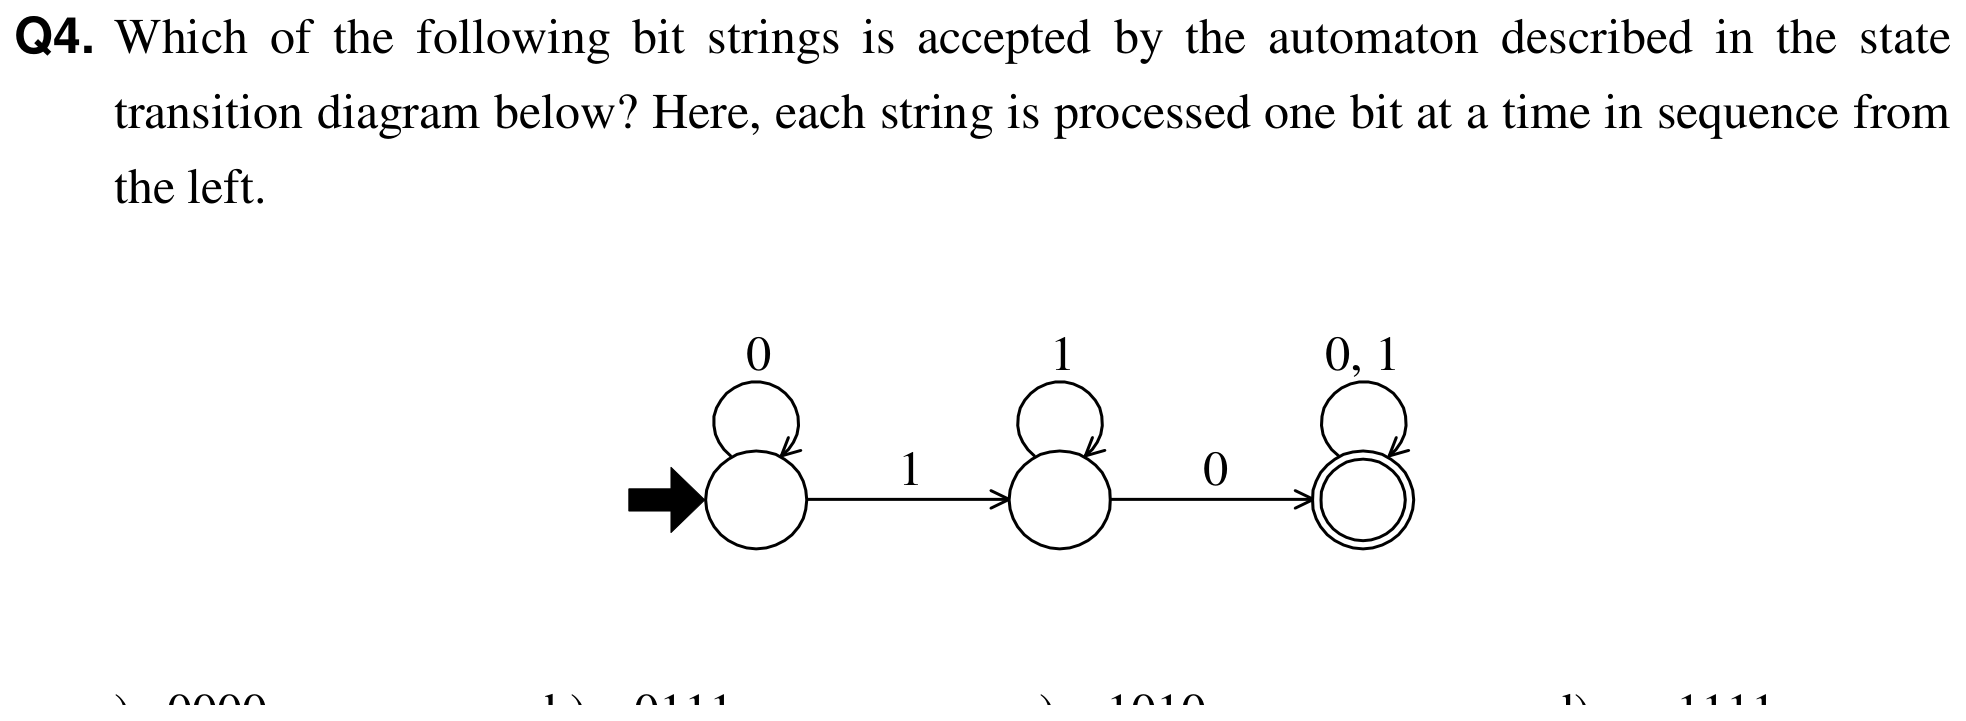 Q4. Which of the following bit strings is accepted by the automaton described in the state
transition diagram below? Here, each string is processed one bit at a time in sequence from
the left.
0 1 0, 1
1 0